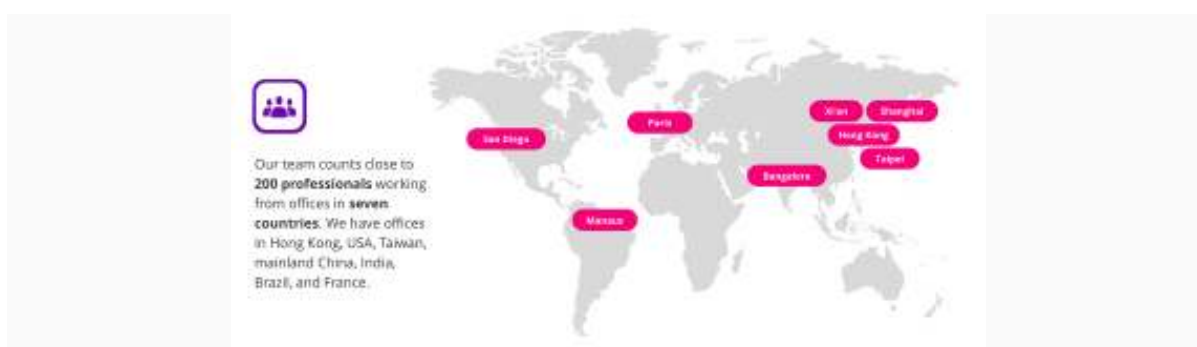 Our team counts close to
200 professionals working
from offices in seven
countries. We have offices
in Hong Kong, USA, Taiwan,
mainland China, India,
Brazil, and France.
San Diego
Paris
Xi'an
Shanghai
Hong Kong
Taipei
Bangalore
Manaus